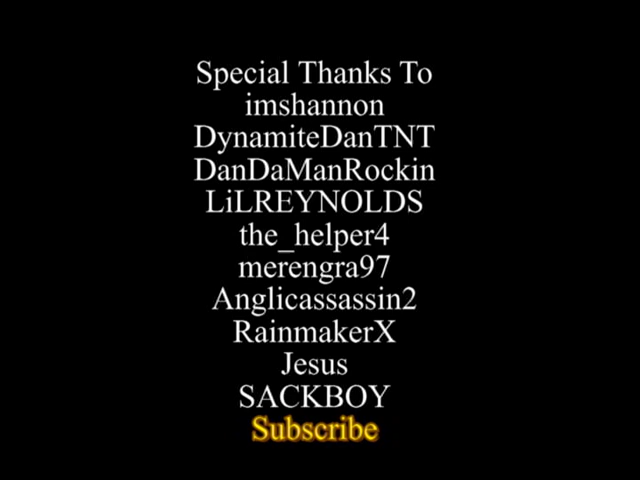 Special Thanks To
imshannon
DynamiteDanTNT
DanDaManRockin
LiLREYNOLDS
the_helper4
merengra97
Anglicassassin2
RainmakerX
Jesus
SACKBOY
Subscribe